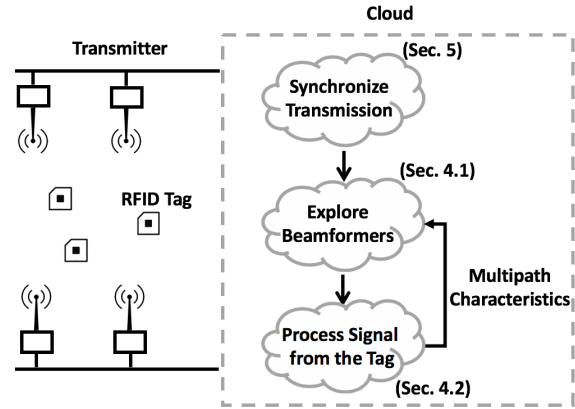 Cloud
Transmitter
(Sec. 5)
Synchronize
Transmission
(Sec. 4.1)
RFID Tag
Explore
Beamformers
Multipath
Characteristics
Process Signal
from the Tag
(Sec. 4.2)